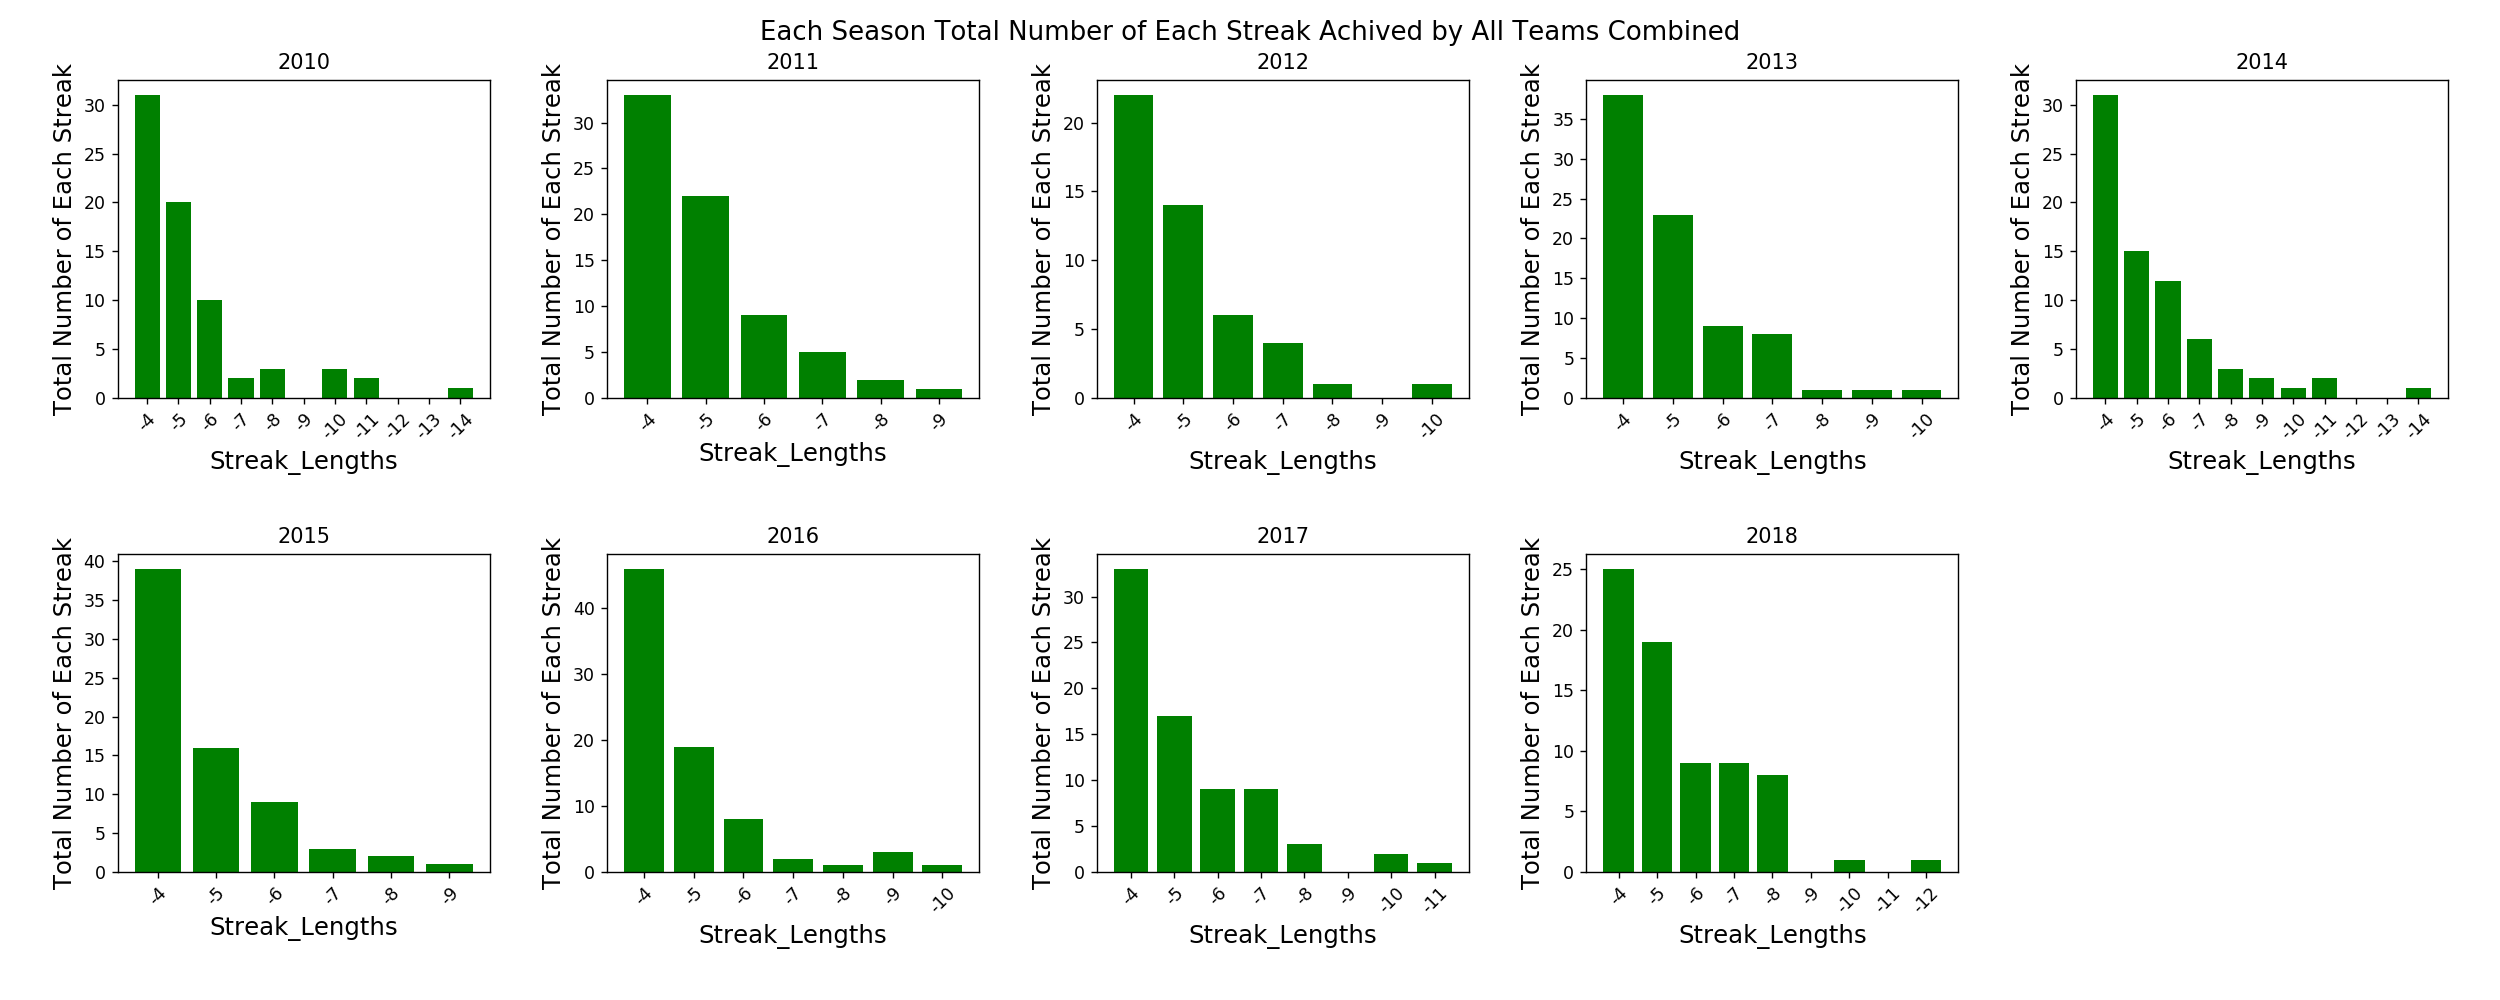 Each Season Total Number of Each Streak Achived by All Teams Combined
2010
Total Number of Each Streak
30
25
20
15
10
5
0
-4 -5 -6 -7 -8 -9 -10 -11 -12 -13 -14
Streak_Lengths
2011
Total Number of Each Streak
30
25
20
15
10
5
0
-4 -5 -6 -7 -8 -9
Streak_Lengths
2012
Total Number of Each Streak
20
15
10
5
0
-4 -5 -6 -7 -8 -9 -10
Streak_Lengths
2013
Total Number of Each Streak
35
30
25
20
15
10
5
0
-4 -5 -6 -7 -8 -9 -10
Streak_Lengths
2014
Total Number of Each Streak
30
25
20
15
10
5
0
-4 -5 -6 -7 -8 -9 -10 -11 -12 -13 -14
Streak_Lengths
2015
Total Number of Each Streak
40
35
30
25
20
15
10
5
0
-4 -5 -6 -7 -8 -9
Streak_Lengths
2016
Total Number of Each Streak
40
30
20
10
0
-4 -5 -6 -7 -8 -9 -10
Streak_Lengths
2017
Total Number of Each Streak
30
25
20
15
10
5
0
-4 -5 -6 -7 -8 -9 -10 -11
Streak_Lengths
2018
Total Number of Each Streak
25
20
15
10
5
0
-4 -5 -6 -7 -8 -9 -10 -11 -12
Streak_Lengths